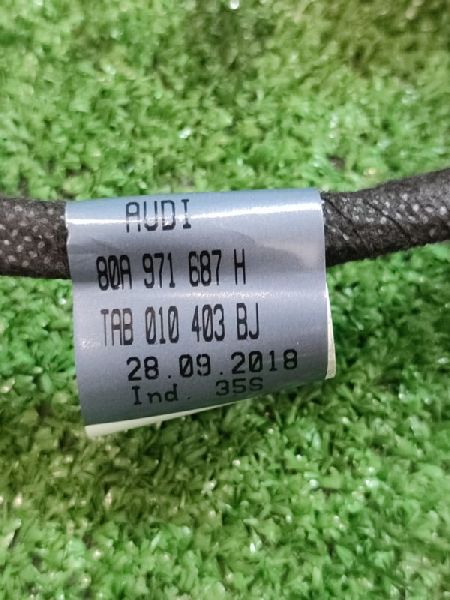 AUDI
80A 971 687 H
TAB 010 403 BJ
28.09.2018
Ind. 35S